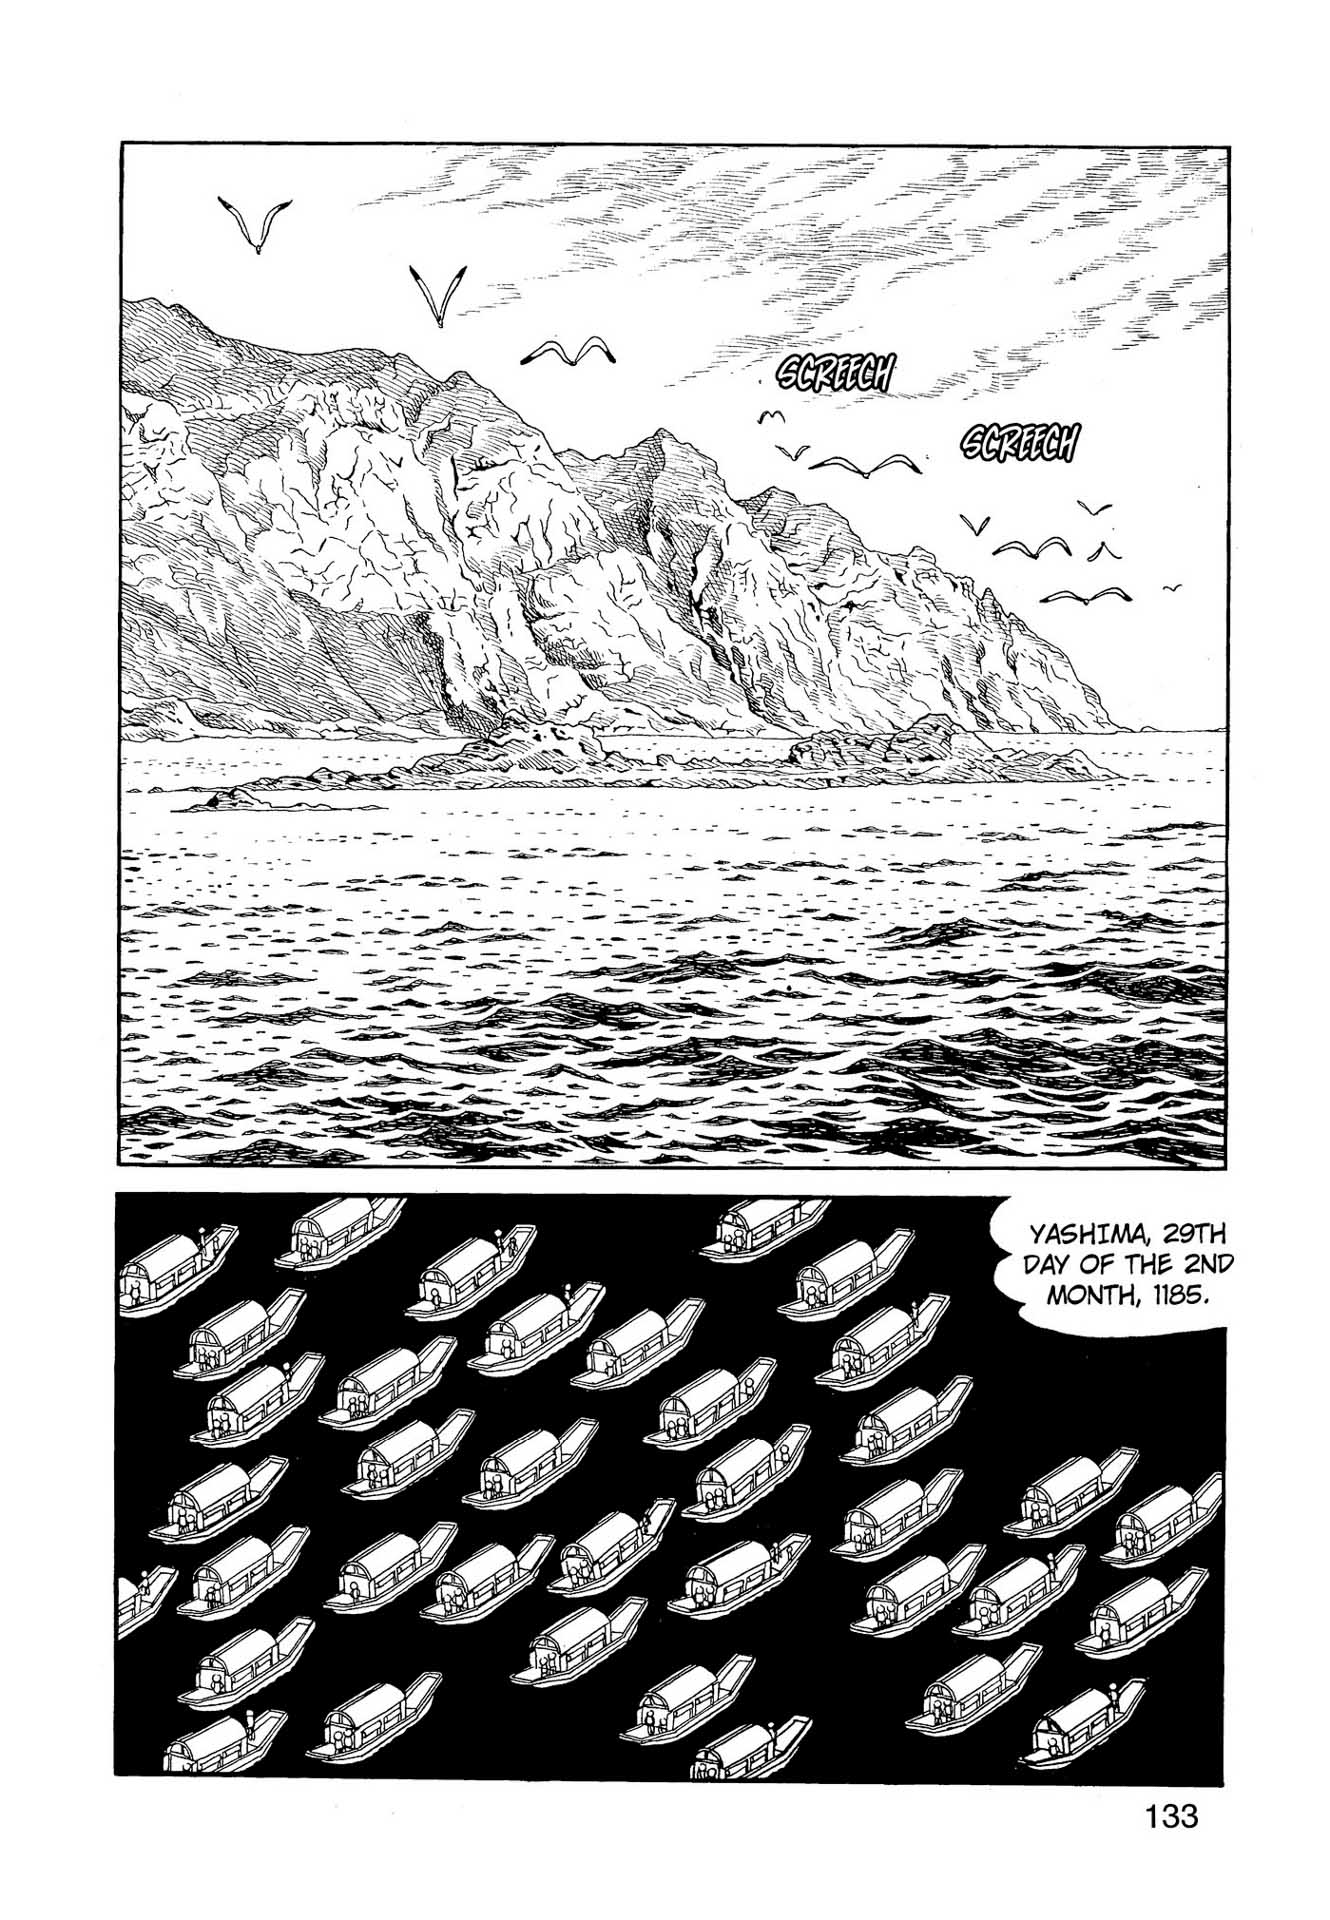 SCREECH
SCREECH
YASHIMA, 29TH
DAY OF THE 2ND
MONTH, 1185.
133